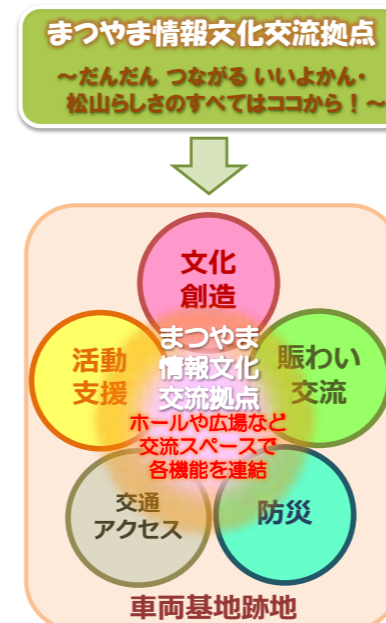 まつやま情報文化交流拠点
～だんだん つながる いいよかん・
松山らしさのすべてはココから！～
文化
創造
活動
支援
まつやま
情報文化
交流拠点
賑わい
交流
ホールや広場など
交流スペースで
各機能を連結
交通
アクセス
防災
車両基地跡地